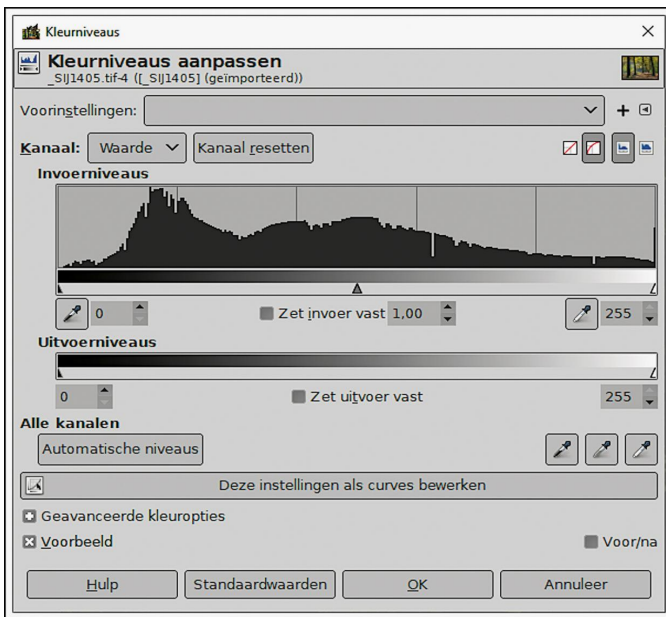 Kleurniveaus
Kleurniveaus aanpassen
_SIJ1405.tif-4 ([_SIJ1405] (geïmporteerd))
Voorinstellingen:
Kanaal: Waarde Kanaal resetten
Invoerniveaus
0 Zet invoer vast 1,00 255
Uitvoerniveaus
0 Zet uitvoer vast 255
Alle kanalen
Automatische niveaus
Deze instellingen als curves bewerken
Geavanceerde kleuropties
Voorbeeld Voor/na
Hulp Standaardwaarden OK Annuleer